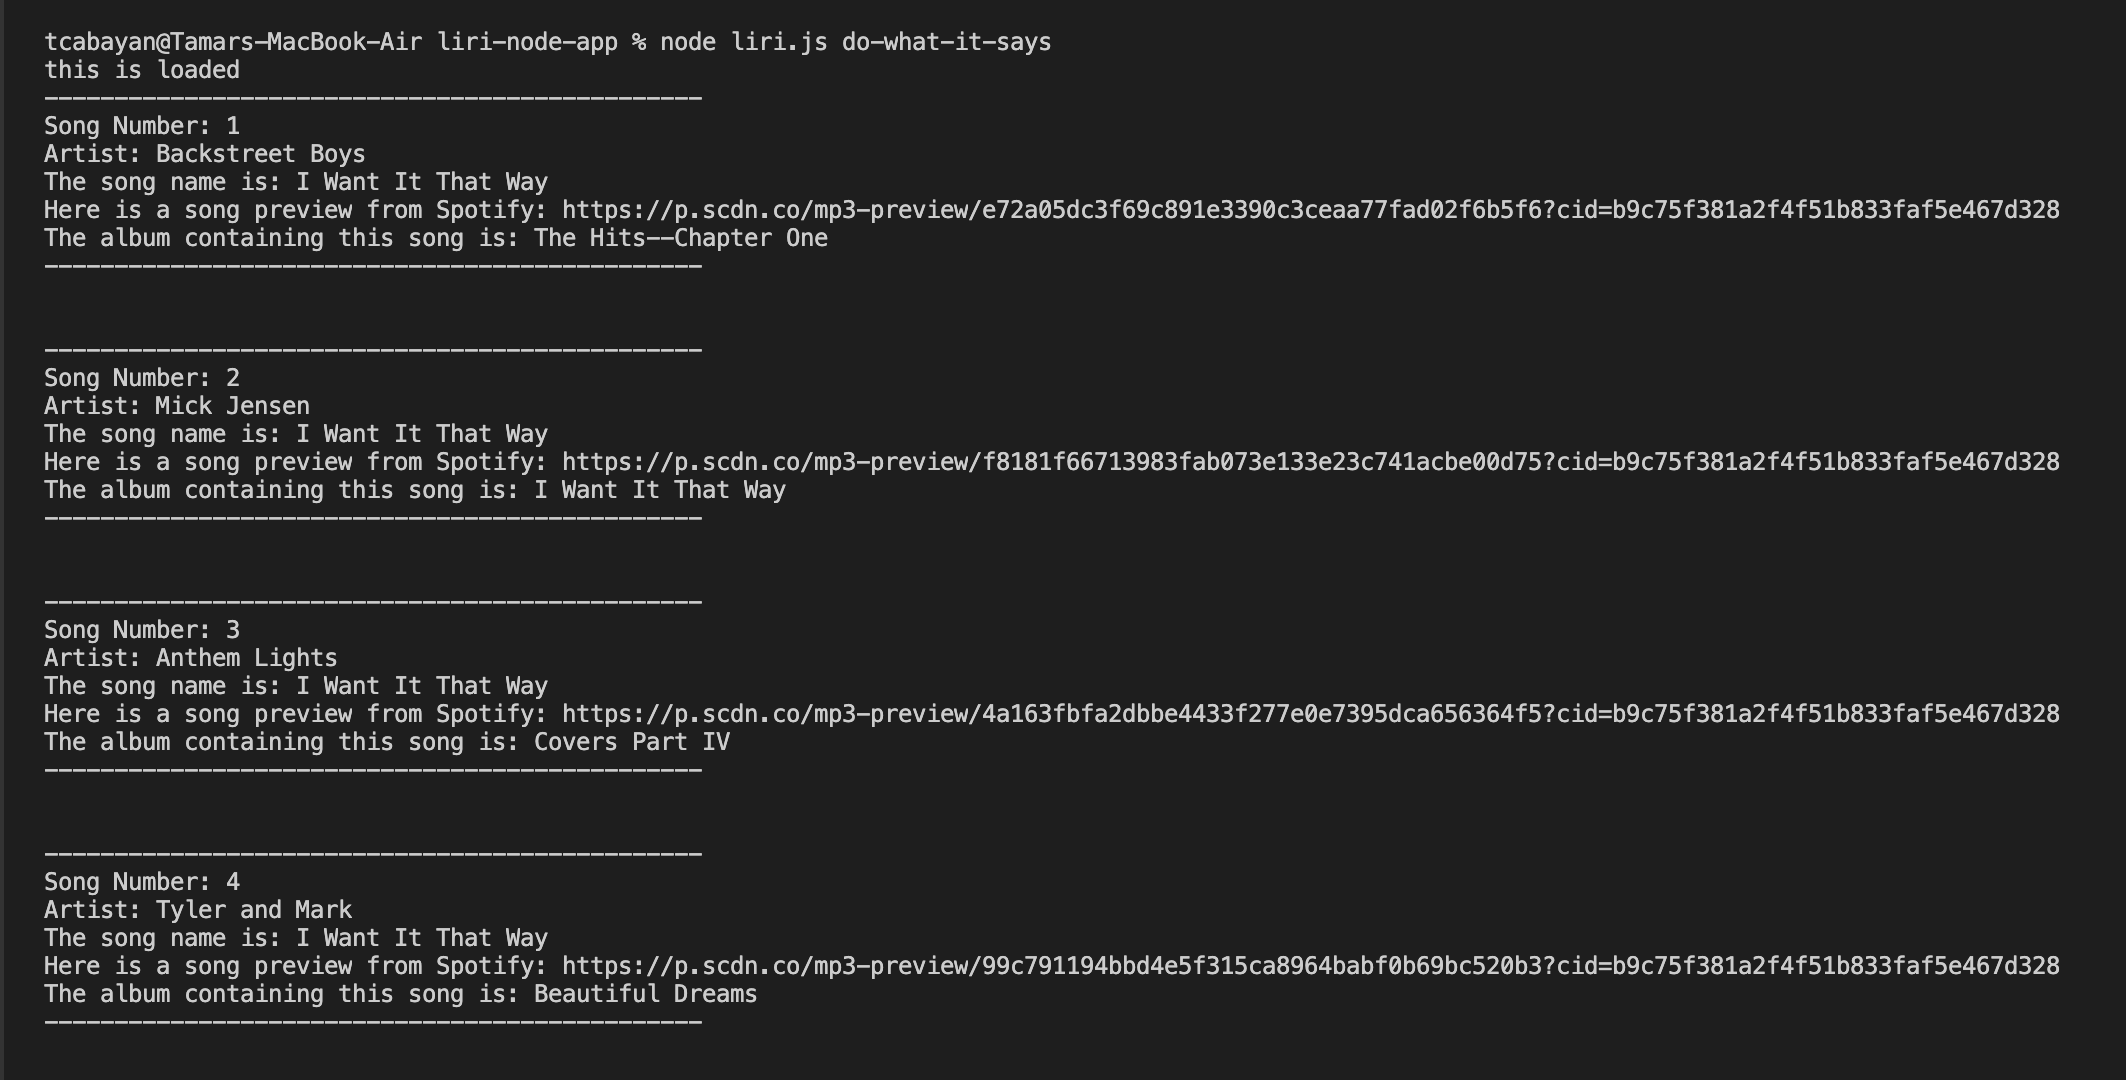 tcabayan@Tamars-MacBook-Air liri-node-app % node liri.js do-what-it-says
this is loaded
-----------------------------------------------
Song Number: 1
Artist: Backstreet Boys
The song name is: I Want It That Way
Here is a song preview from Spotify: https://p.scdn.co/mp3-preview/e72a05dc3f69c891e3390c3ceaa77fad02f6b5f6?cid=b9c75f381a2f4f51b833faf5e467d328
The album containing this song is: The Hits--Chapter One
-----------------------------------------------
-----------------------------------------------
Song Number: 2
Artist: Mick Jensen
The song name is: I Want It That Way
Here is a song preview from Spotify: https://p.scdn.co/mp3-preview/f8181f66713983fab073e133e23c741acbe00d75?cid=b9c75f381a2f4f51b833faf5e467d328
The album containing this song is: I Want It That Way
-----------------------------------------------
-----------------------------------------------
Song Number: 3
Artist: Anthem Lights
The song name is: I Want It That Way
Here is a song preview from Spotify: https://p.scdn.co/mp3-preview/4a163fbfa2dbbe4433f277e0e7395dca656364f5?cid=b9c75f381a2f4f51b833faf5e467d328
The album containing this song is: Covers Part IV
-----------------------------------------------
-----------------------------------------------
Song Number: 4
Artist: Tyler and Mark
The song name is: I Want It That Way
Here is a song preview from Spotify: https://p.scdn.co/mp3-preview/99c791194bbd4e5f315ca8964babf0b69bc520b3?cid=b9c75f381a2f4f51b833faf5e467d328
The album containing this song is: Beautiful Dreams
-----------------------------------------------